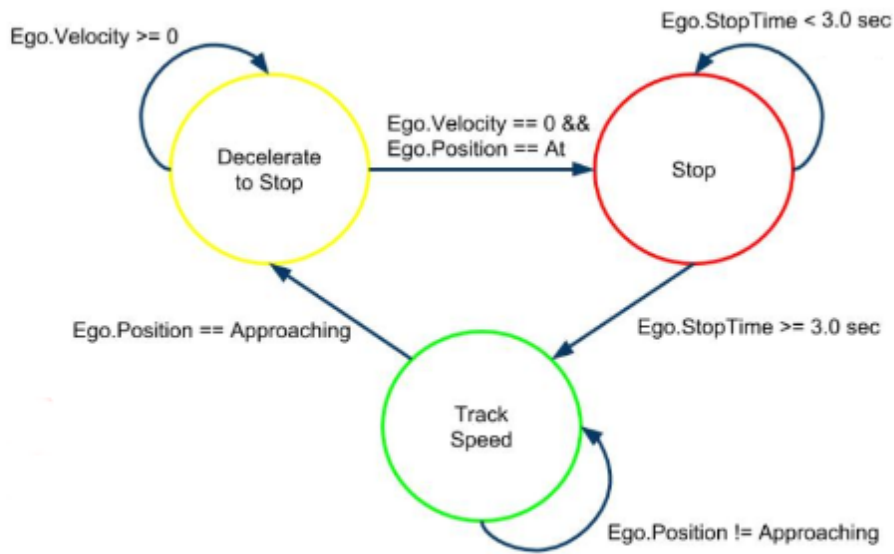 Ego.Velocity >= 0
Ego.StopTime < 3.0 sec
Ego.Velocity == 0 &&
Ego.Position == At
Decelerate
to Stop
Stop
Ego.Position == Approaching
Ego.StopTime >= 3.0 sec
Track
Speed
Ego.Position != Approaching